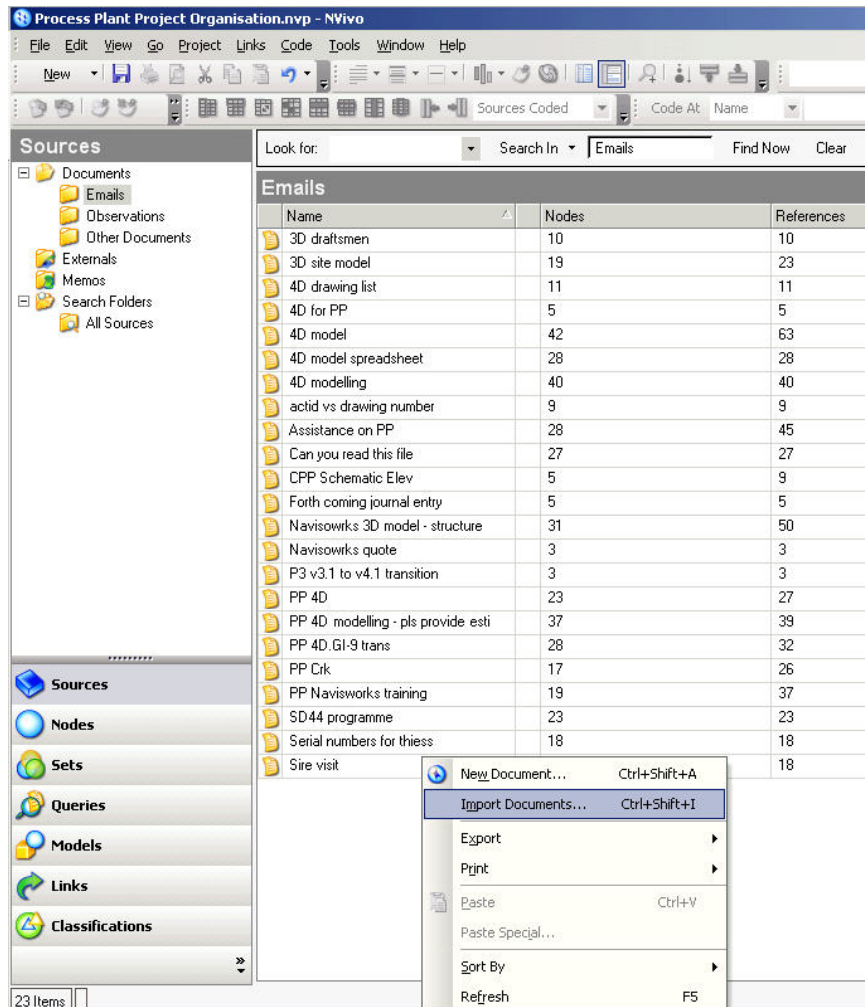 Process Plant Project Organisation.nvp - NVivo
File Edit View Go Project Links Code Tools Window Help
New
Sources Coded Code At Name
Sources
Look for: Search In Emails Find Now Clear
Documents
Emails
Observations
Other Documents
Externals
Memos
Search Folders
All Sources
Emails
Name Nodes References
3D draftsmen 10 10
3D site model 19 23
4D drawing list 11 11
4D for PP 5 5
4D model 42 63
4D model spreadsheet 28 28
4D modelling 40 40
actid vs drawing number 9 9
Assistance on PP 28 45
Can you read this file 27 27
CPP Schematic Elev 5 9
Forth coming journal entry 5 5
Navisowrks 3D model - structure 31 50
Navisowrks quote 3 3
P3 v3.1 to v4.1 transition 3 3
PP 4D 23 27
PP 4D modelling - pls provide esti 37 39
PP 4D.GI-9 trans 28 32
PP Crk 17 26
PP Navisworks training 19 37
SD44 programme 23 23
Serial numbers for thiess 18 18
Sire visit 18
Sources
Nodes
Sets
Queries
Models
Links
Classifications
New Document... Ctrl+Shift+A
Import Documents... Ctrl+Shift+I
Export
Print
Paste Ctrl+V
Paste Special...
Sort By
Refresh F5
23 Items